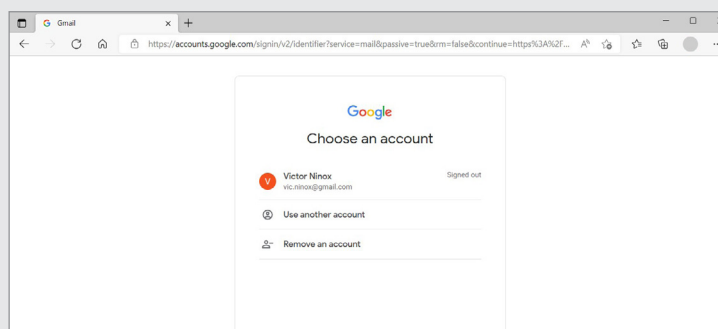 Gmail
https://accounts.google.com/signin/v2/identifier?service=mail&passive=true&rm=false&continue=https%3A%2F...
Google
Choose an account
V
Victor Ninox
Signed out
vic.ninox@gmail.com
Use another account
Remove an account